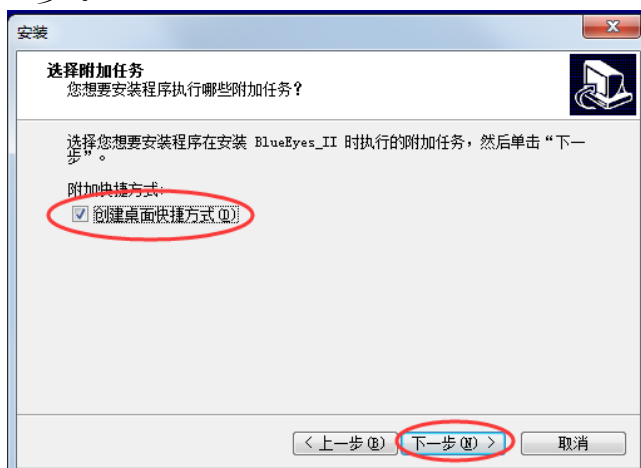 安装
选择附加任务
您想要安装程序执行哪些附加任务?
选择您想要安装程序在安装 BlueEyes_II 时执行的附加任务，然后单击“下一
步”。
附加快捷方式:
创建桌面快捷方式(D)
< 上一步(B)
下一步(N) >
取消